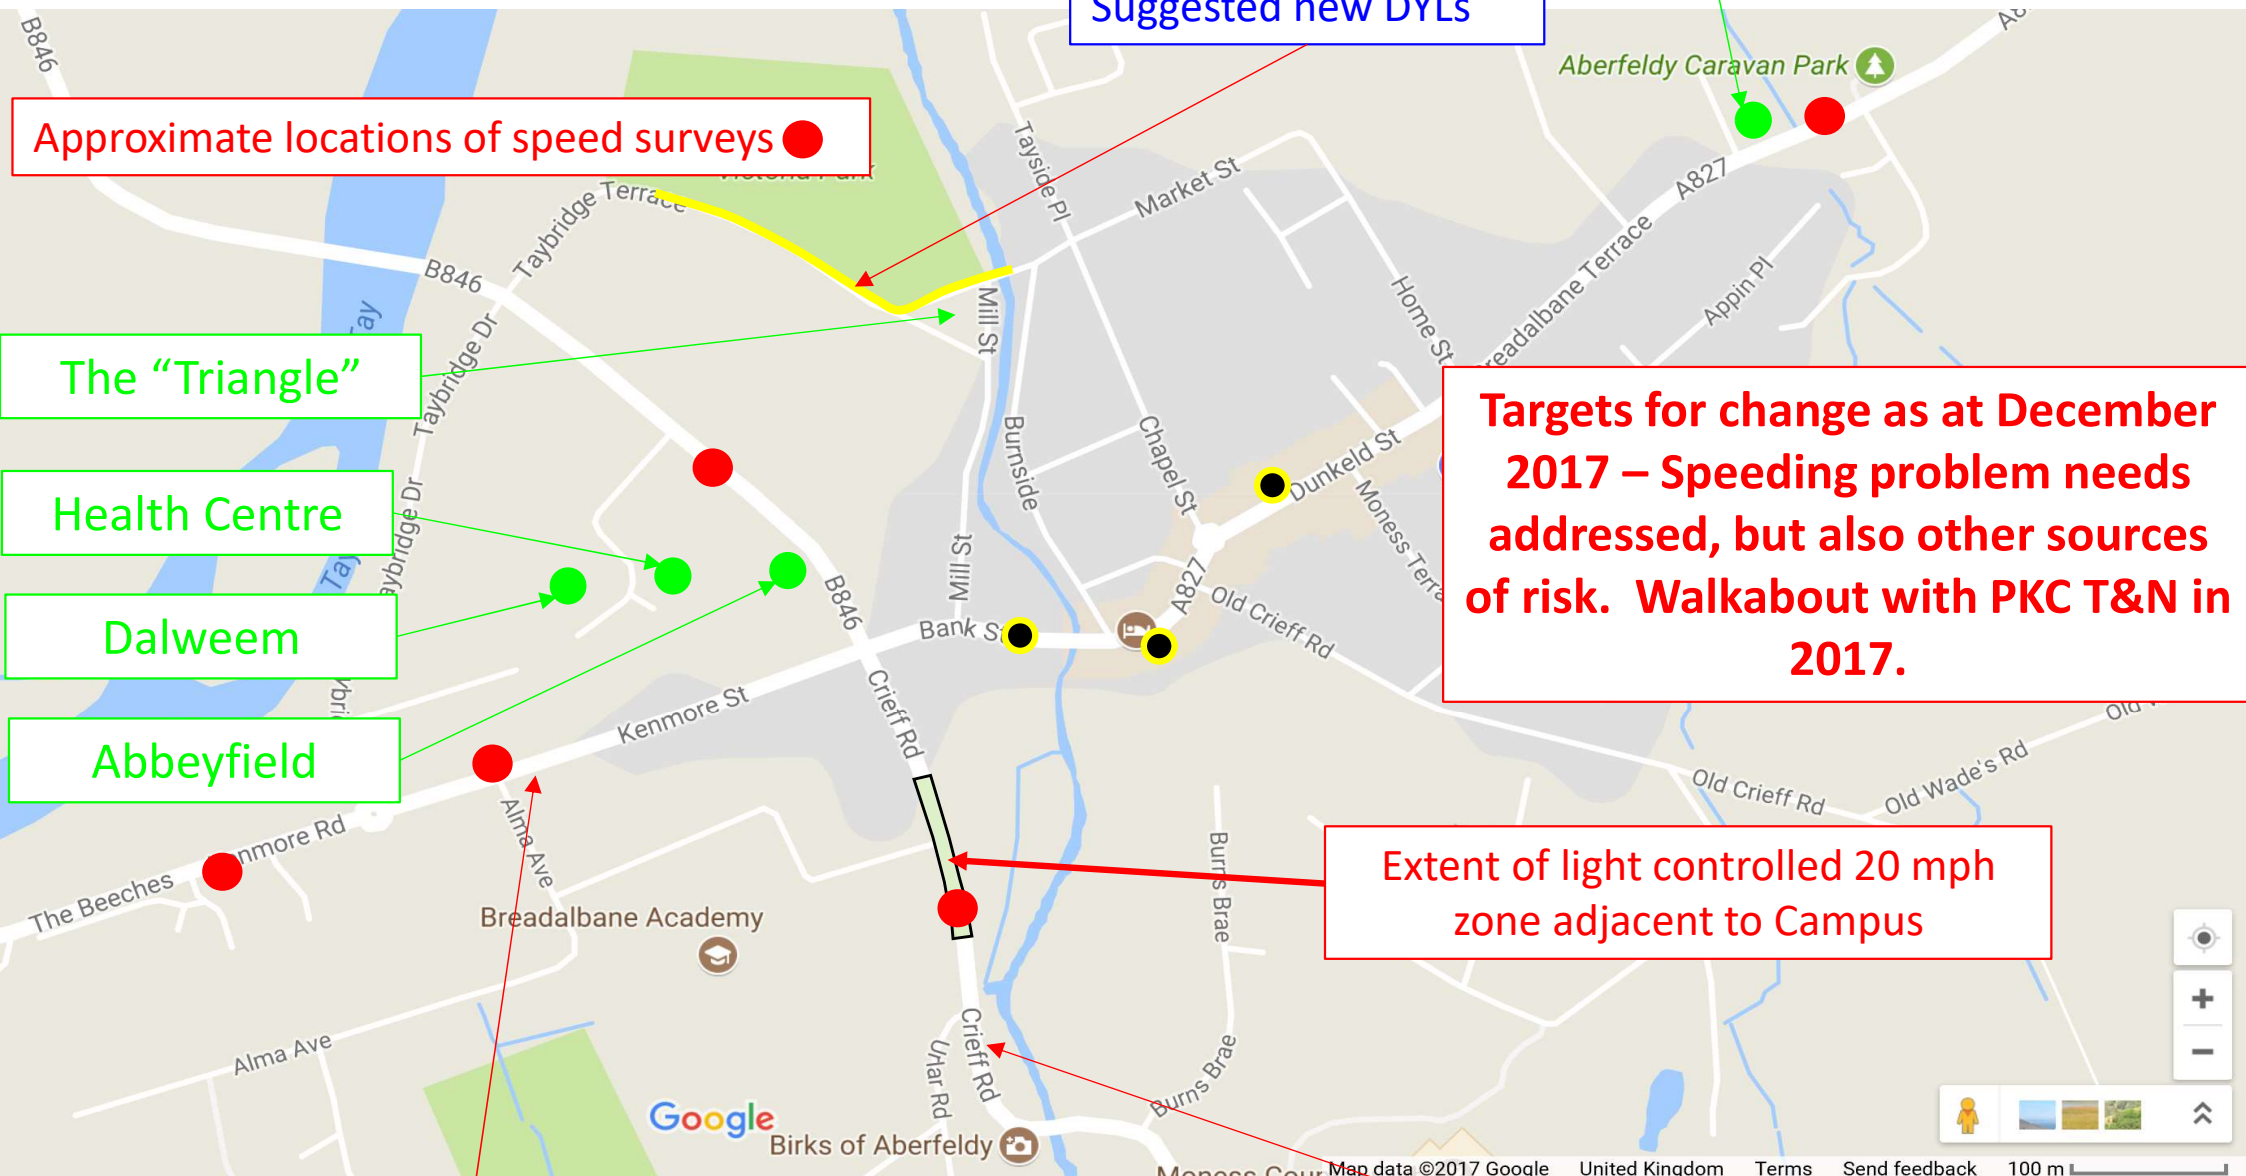 Suggested new DYLs
B846
A8
Aberfeldy Caravan Park
Approximate locations of speed surveys
Tayside Pl
Market St
A827
Taybridge Terrace
B846
Taybridge Dr
Mill St
Home St
Breadalbane Terrace
Appin Pl
The “Triangle”
Targets for change as at December
2017 – Speeding problem needs
addressed, but also other sources
of risk. Walkabout with PKC T&N in
2017.
Burnside
Chapel St
Dunkeld St
Moness Terra
Health Centre
Taybridge Dr
Tay
Mill St
A827
B846
Dalweem
Bank St
Old Crieff Rd
Crieff Rd
Kenmore St
Abbeyfield
Old
Old Crieff Rd
Old Wade's Rd
Alma Ave
Kenmore Rd
Burns Brae
The Beeches
Extent of light controlled 20 mph
zone adjacent to Campus
Breadalbane Academy
Alma Ave
Crieff Rd
Urlar Rd
Burns Brae
Google
Birks of Aberfeldy
Map data ©2017 Google United Kingdom Terms Send feedback 100 m